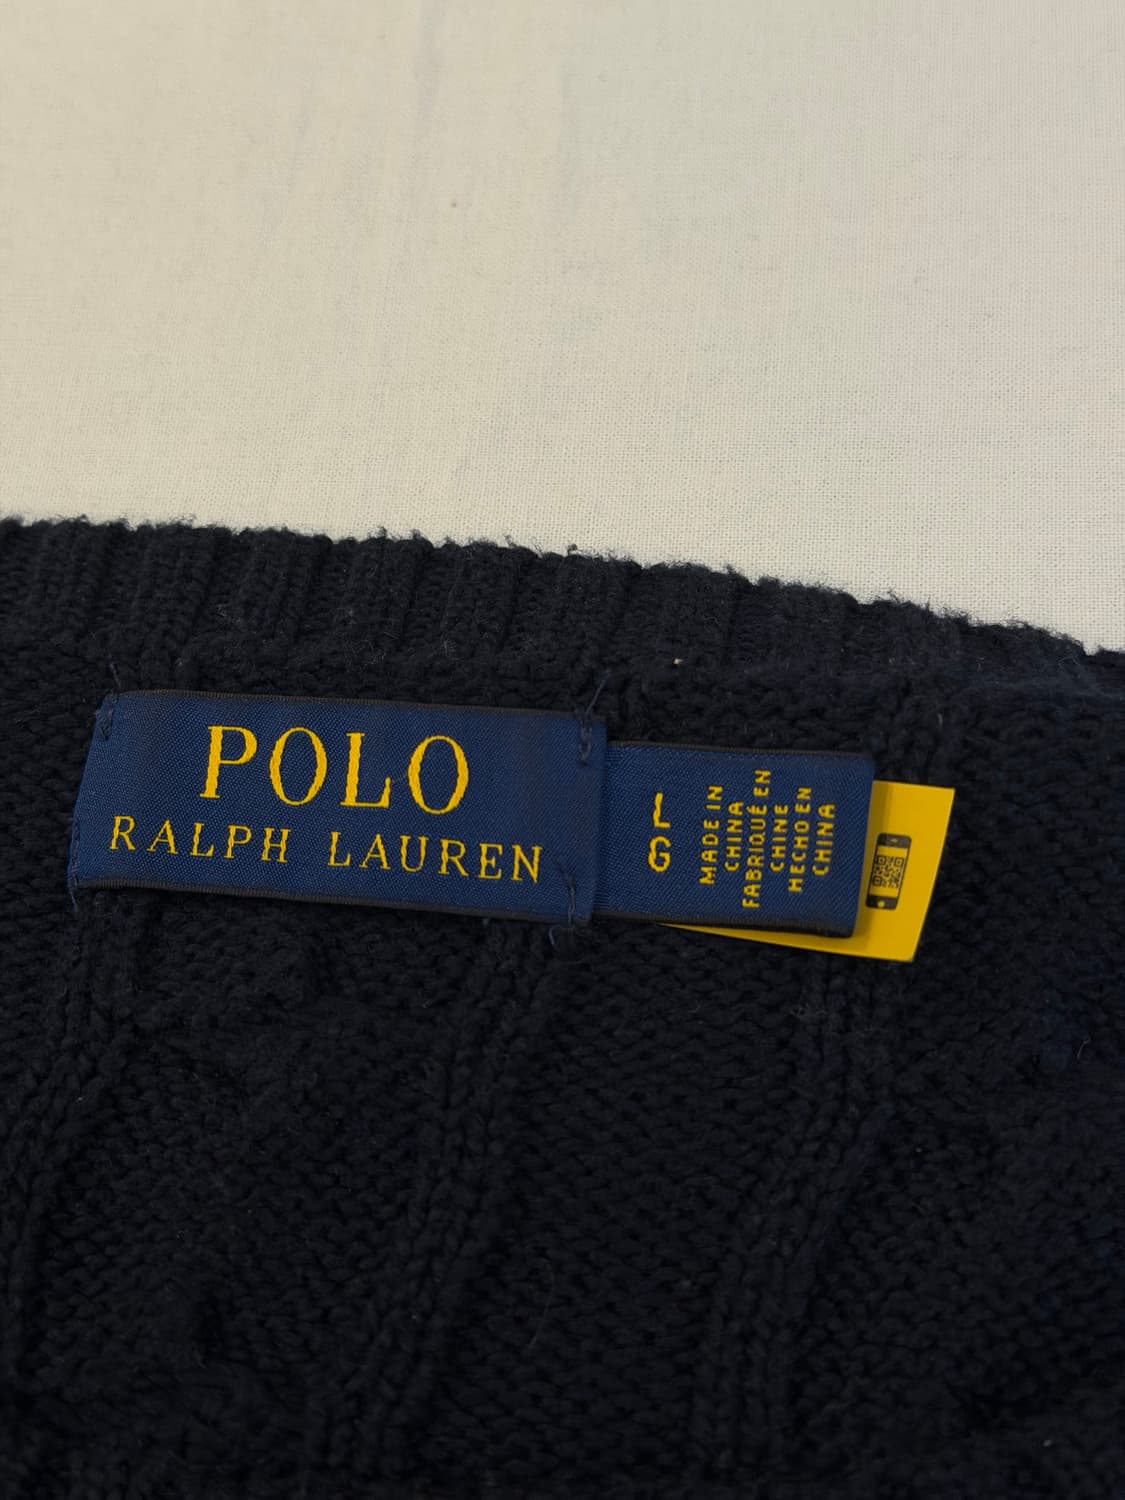 POLO
RALPH LAUREN
L
G
MADE IN
CHINA
FABRIQUÉ EN
CHINE
HECHO EN
CHINA